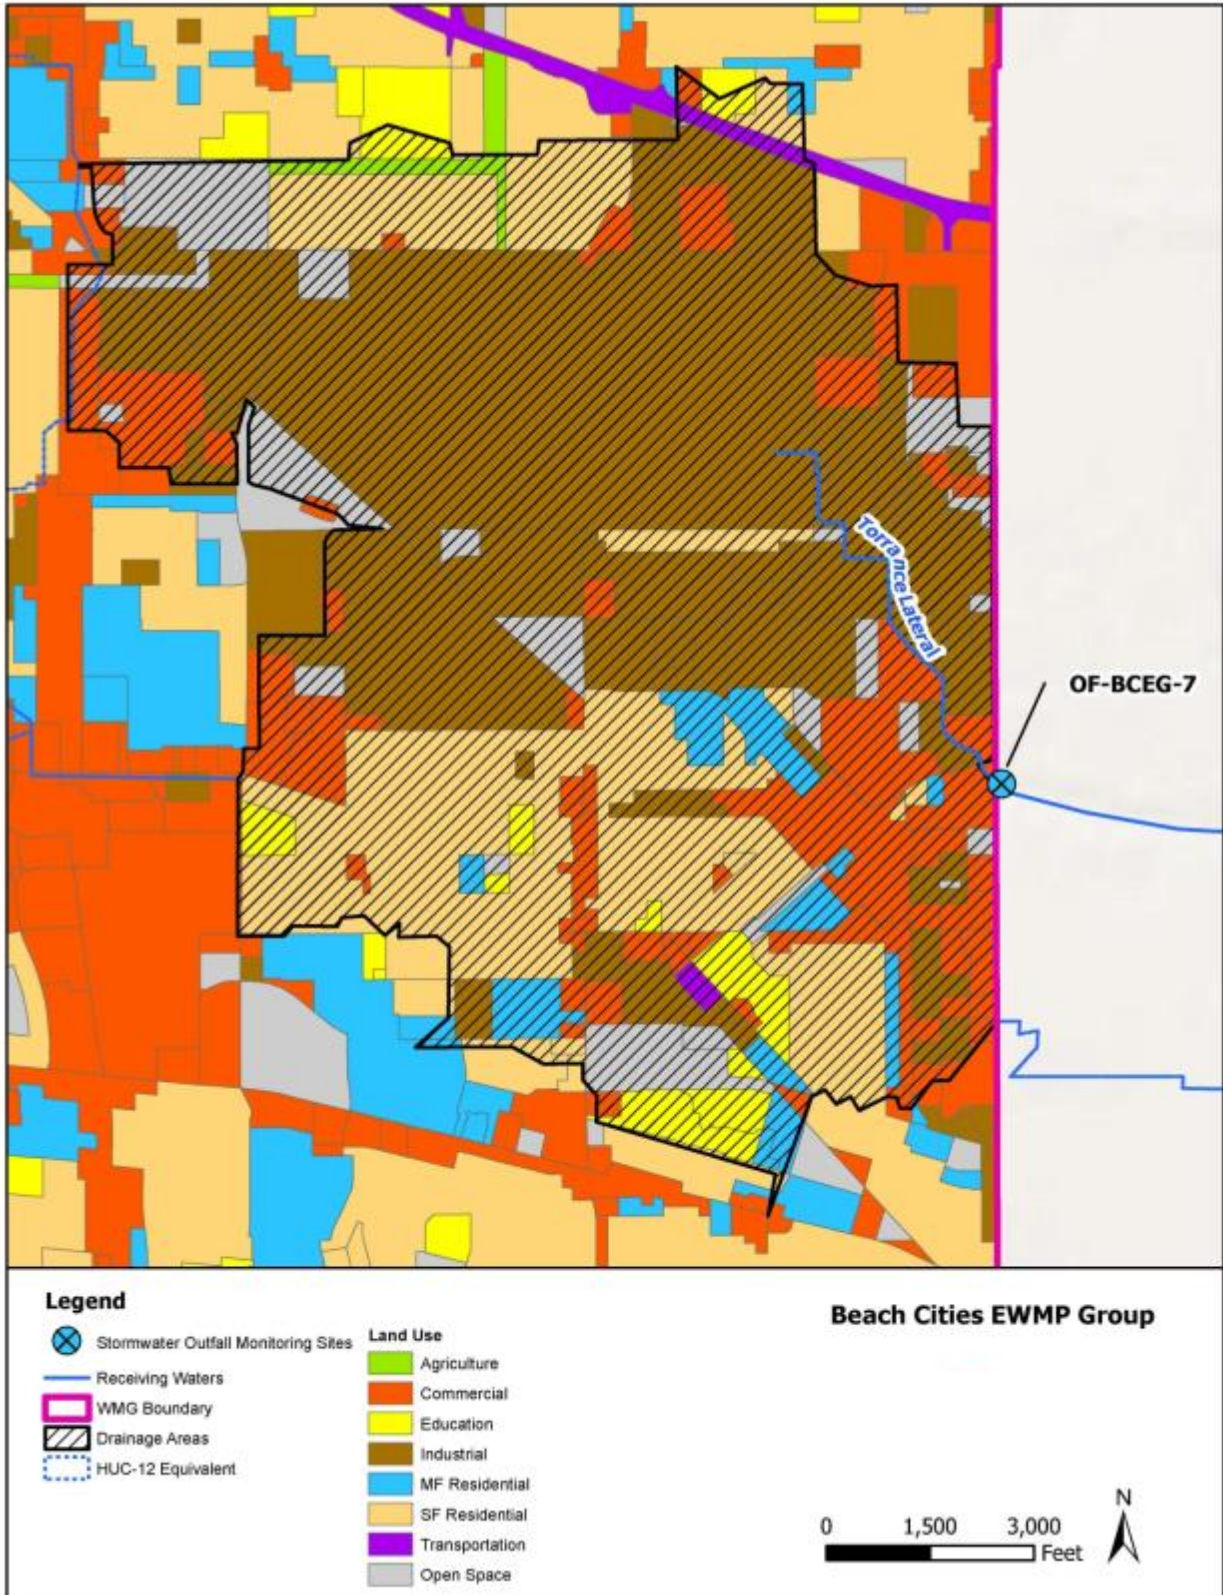 Torrance Lateral
OF-BCEG-7
Legend
Stormwater Outfall Monitoring Sites
Receiving Waters
WMG Boundary
Drainage Areas
HUC-12 Equivalent
Land Use
Agriculture
Commercial
Education
Industrial
MF Residential
SF Residential
Transportation
Open Space
Beach Cities EWMP Group
N
0 1,500 3,000
Feet